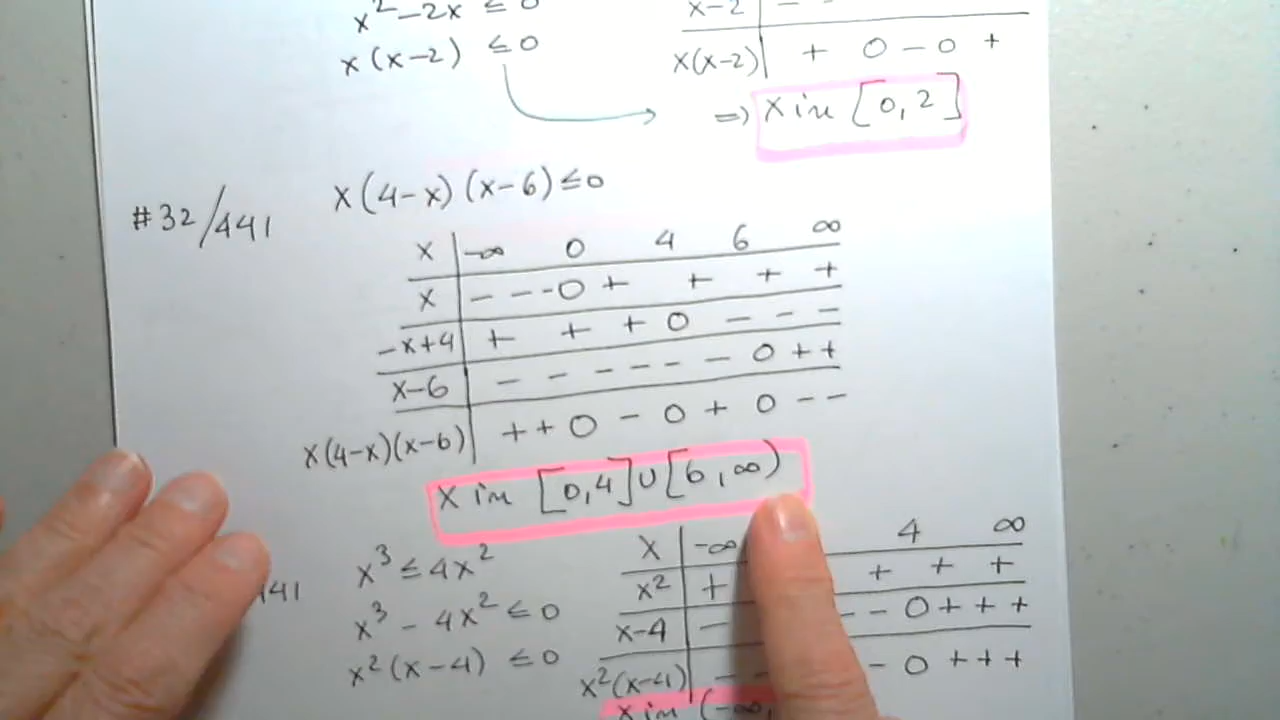 x²-2x ≤ 0
x(x-2) ≤ 0
x-2 | - -
x(x-2) | + 0 - 0 +
=> x in [0, 2]
#32/441
x(4-x)(x-6) ≤ 0
x | -∞ 0 4 6 ∞
x | - - - 0 + + + +
-x+4 | + + + 0 - - -
x-6 | - - - - - - 0 + +
x(4-x)(x-6) | + + 0 - 0 + 0 - -
x in [0,4]∪[6,∞)
41
x³ ≤ 4x²
x³ - 4x² ≤ 0
x²(x-4) ≤ 0
x | -∞ 4 ∞
x² | + + + +
x-4 | - - - 0 + + +
x²(x-4) | - - - 0 + + +
x in (-∞,